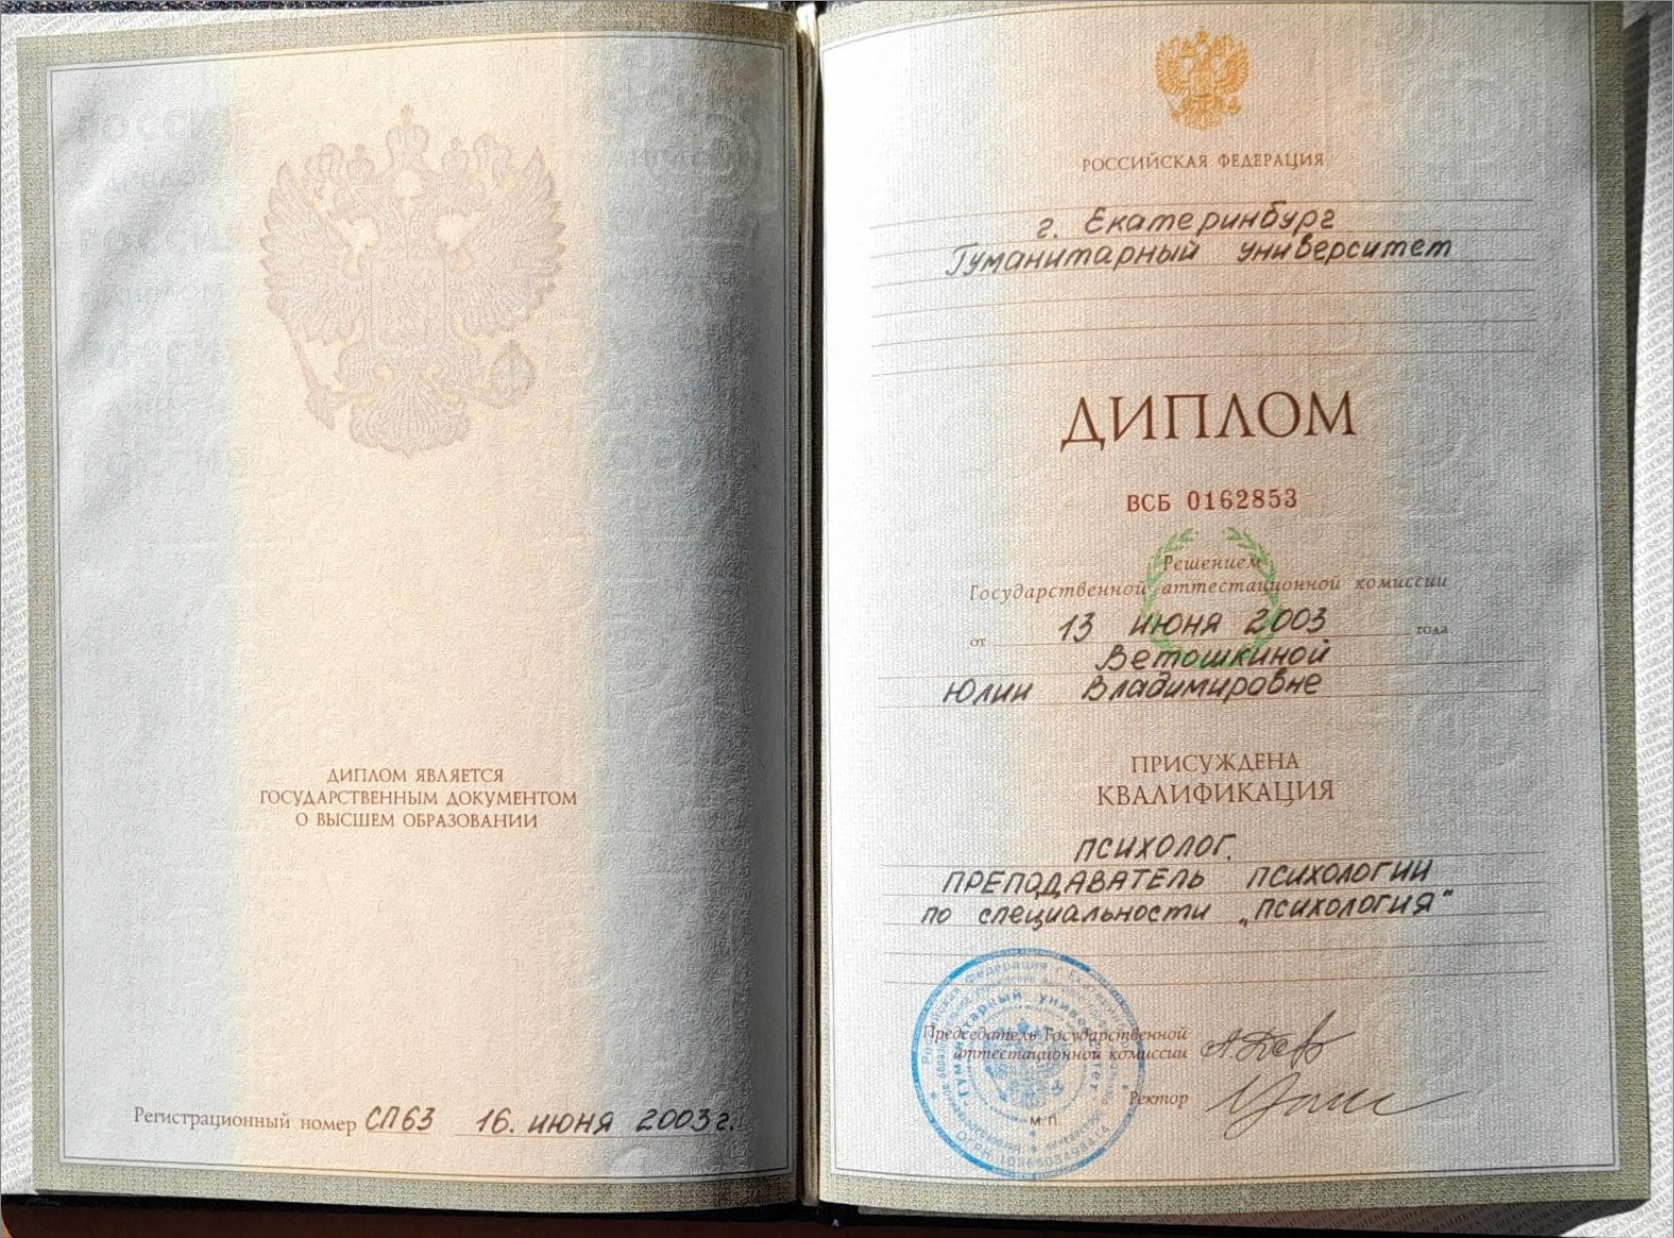 ДИПЛОМ ЯВЛЯЕТСЯ
ГОСУДАРСТВЕННЫМ ДОКУМЕНТОМ
О ВЫСШЕМ ОБРАЗОВАНИИ
Регистрационный номер СП63 16. июня 2003г.
РОССИЙСКАЯ ФЕДЕРАЦИЯ
г. Екатеринбург
Гуманитарный университет
ДИПЛОМ
ВСБ 0162853
Решением
Государственной аттестационной комиссии
от 13 июня 2003 года
Ветошкиной
Юлии Владимировне
ПРИСУЖДЕНА
КВАЛИФИКАЦИЯ
ПСИХОЛОГ.
ПРЕПОДАВАТЕЛЬ ПСИХОЛОГИИ
по специальности „ПСИХОЛОГИЯ“
Председатель Государственной
аттестационной комиссии
Ректор
М.П.
Гуманитарный университет